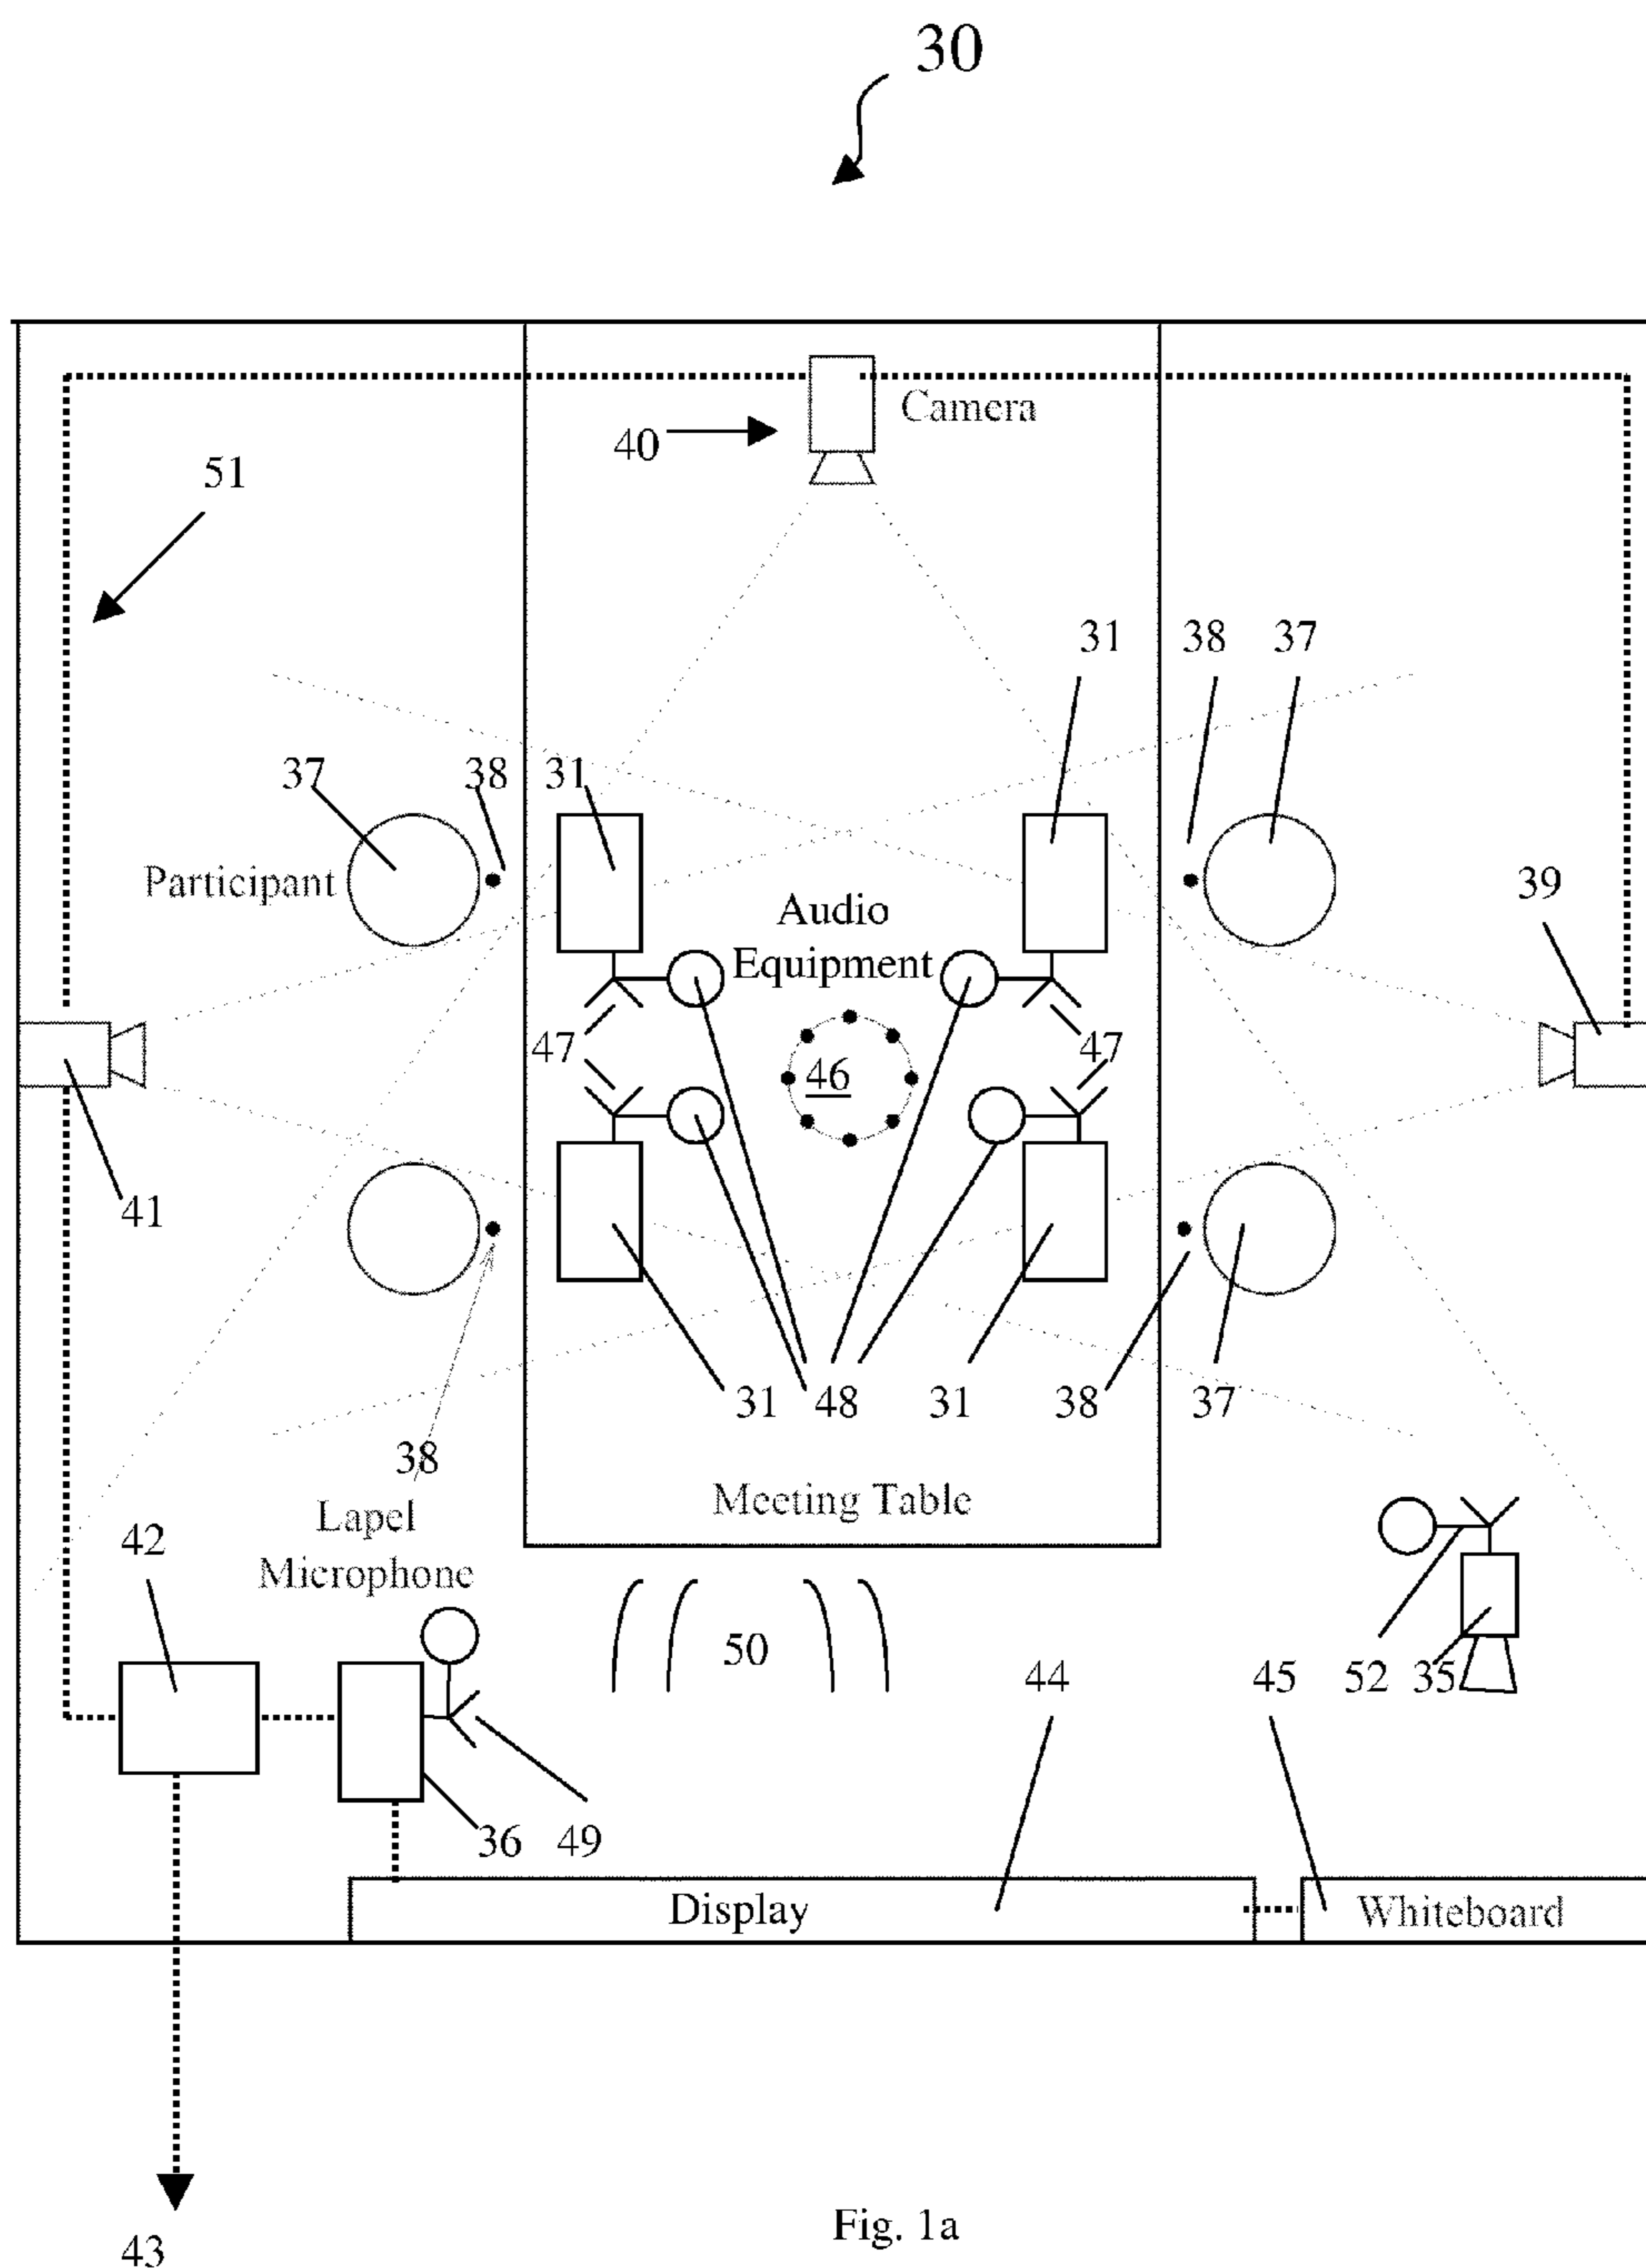 30
Camera
40
51
31
38
37
37
38
31
Participant
Audio
Equipment
39
47
47
46
41
31
48
31
38
37
38
Meeting Table
Lapel
Microphone
42
50
44
45
52
35
36
49
Display
Whiteboard
43
Fig. 1a